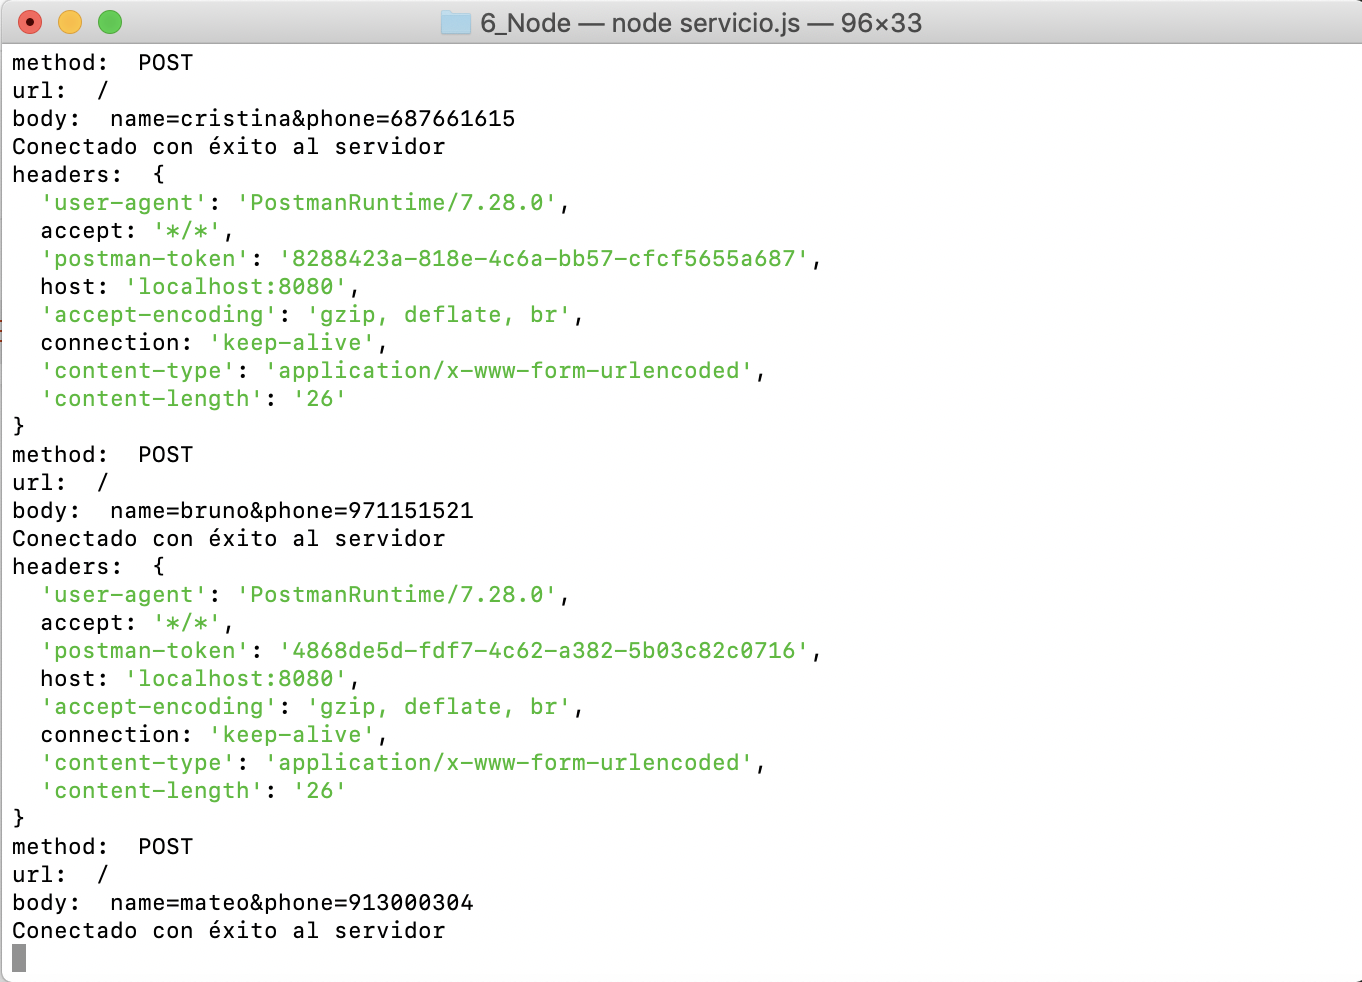 6_Node — node servicio.js — 96×33
method:  POST
url:  /
body:  name=cristina&phone=687661615
Conectado con éxito al servidor
headers:  {
  'user-agent': 'PostmanRuntime/7.28.0',
  accept: '*/*',
  'postman-token': '8288423a-818e-4c6a-bb57-cfcf5655a687',
  host: 'localhost:8080',
  'accept-encoding': 'gzip, deflate, br',
  connection: 'keep-alive',
  'content-type': 'application/x-www-form-urlencoded',
  'content-length': '26'
}
method:  POST
url:  /
body:  name=bruno&phone=971151521
Conectado con éxito al servidor
headers:  {
  'user-agent': 'PostmanRuntime/7.28.0',
  accept: '*/*',
  'postman-token': '4868de5d-fdf7-4c62-a382-5b03c82c0716',
  host: 'localhost:8080',
  'accept-encoding': 'gzip, deflate, br',
  connection: 'keep-alive',
  'content-type': 'application/x-www-form-urlencoded',
  'content-length': '26'
}
method:  POST
url:  /
body:  name=mateo&phone=913000304
Conectado con éxito al servidor